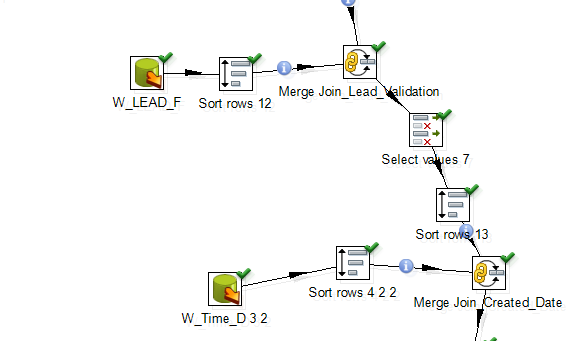 W_LEAD_F
Sort rows 12
Merge Join_Lead_Validation
Select values 7
Sort rows 13
Sort rows 4 2 2
W_Time_D 3 2
Merge Join_Created_Date